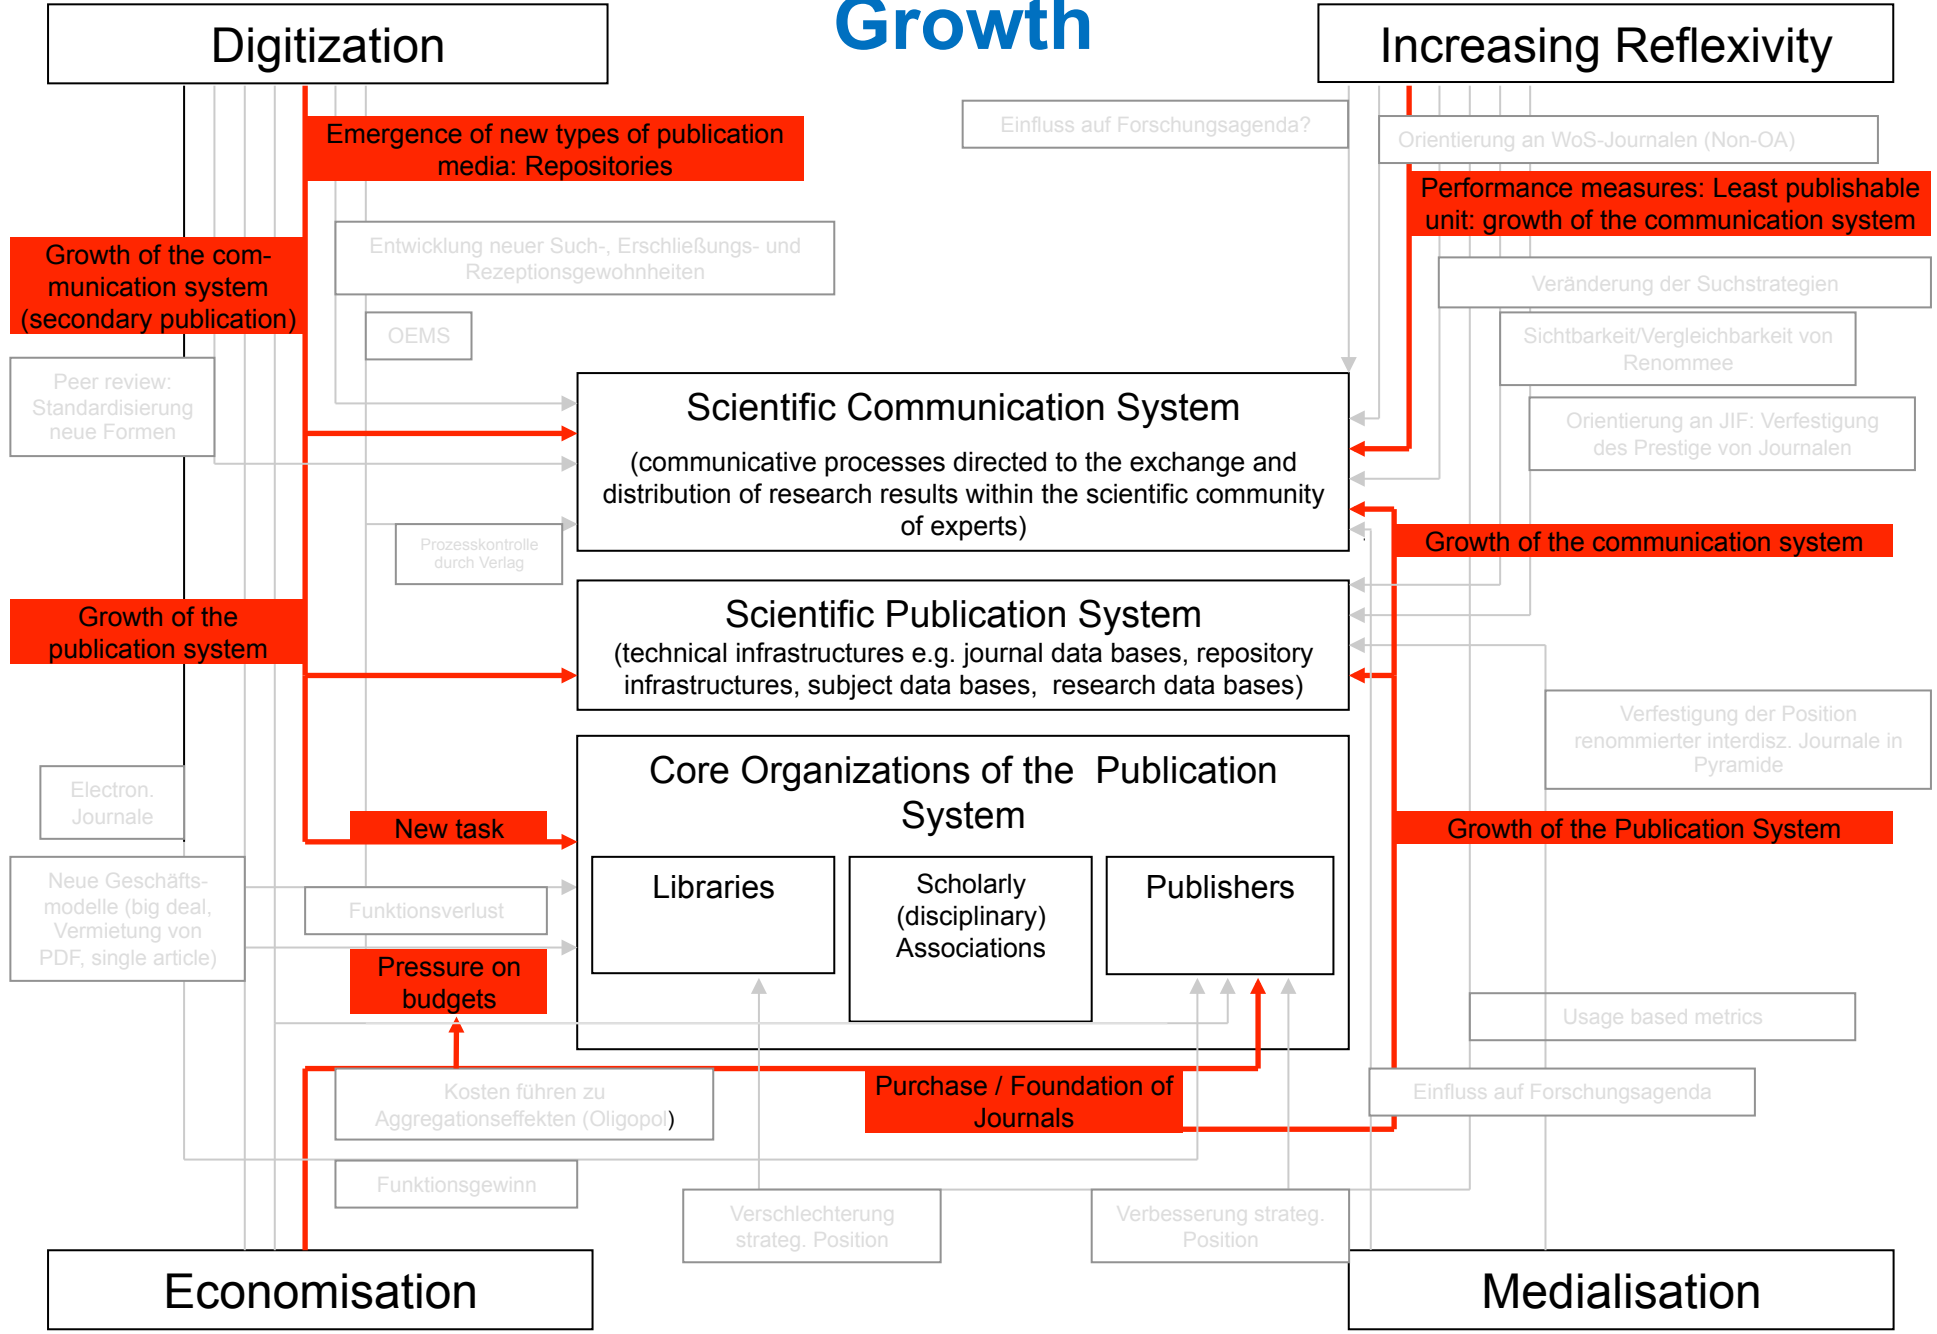 Growth
Digitization
Increasing Reflexivity
Emergence of new types of publication
media: Repositories
Einfluss auf Forschungsagenda?
Orientierung an WoS-Journalen (Non-OA)
Performance measures: Least publishable
unit: growth of the communication system
Growth of the com-
munication system
(secondary publication)
Entwicklung neuer Such-, Erschließungs- und
Rezeptionsgewohnheiten
Veränderung der Suchstrategien
OEMS
Sichtbarkeit/Vergleichbarkeit von
Renommee
Peer review:
Standardisierung
neue Formen
Scientific Communication System
(communicative processes directed to the exchange and
distribution of research results within the scientific community
of experts)
Orientierung an JIF: Verfestigung
des Prestige von Journalen
Prozesskontrolle
durch Verlag
Growth of the communication system
Growth of the
publication system
Scientific Publication System
(technical infrastructures e.g. journal data bases, repository
infrastructures, subject data bases, research data bases)
Verfestigung der Position
renommierter interdisz. Journale in
Pyramide
Electron.
Journale
Core Organizations of the Publication
System
New task
Growth of the Publication System
Neue Geschäfts-
modelle (big deal,
Vermietung von
PDF, single article)
Funktionsverlust
Libraries
Scholarly
(disciplinary)
Associations
Publishers
Pressure on
budgets
Usage based metrics
Kosten führen zu
Aggregationseffekten (Oligopol)
Purchase / Foundation of
Journals
Einfluss auf Forschungsagenda
Funktionsgewinn
Verschlechterung
strateg. Position
Verbesserung strateg.
Position
Economisation
Medialisation